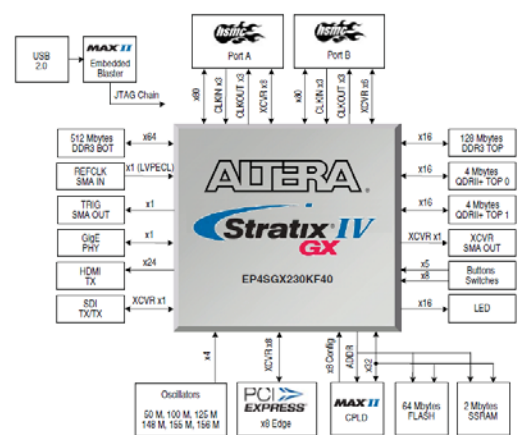 USB
2.0
MAX II
Embedded
Blaster
JTAG Chain
hsmc
Port A
hsmc
Port B
x80
CLKIN x3
CLKOUT x3
XCVR x8
x80
CLKIN x3
CLKOUT x3
XCVR x6
512 Mbytes
DDR3 BOT
x64
REFCLK
SMA IN
x1 (LVPECL)
TRIG
SMA OUT
x1
GigE
PHY
x1
HDMI
TX
x24
SDI
TX/TX
XCVR x1
ALTERA.
Stratix IV
GX
EP4SGX230KF40
x16
128 Mbytes
DDR3 TOP
x16
4 Mbytes
QDRII+ TOP 0
x16
4 Mbytes
QDRII+ TOP 1
XCVR x1
XCVR
SMA OUT
x5
x8
Buttons
Switches
x16
LED
x4
XCVR x8
x8 Config
ADDR
x32
Oscillators
50 M, 100 M, 125 M
148 M, 155 M, 156 M
PCI
EXPRESS
x8 Edge
MAX II
CPLD
64 Mbytes
FLASH
2 Mbytes
SSRAM